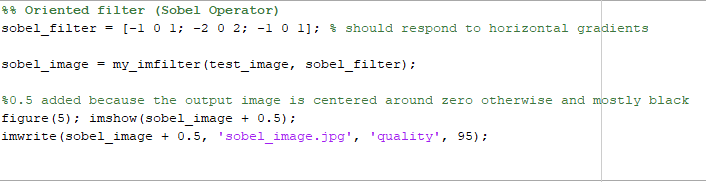 %% Oriented filter (Sobel Operator)
sobel_filter = [-1 0 1; -2 0 2; -1 0 1]; % should respond to horizontal gradients
sobel_image = my_imfilter(test_image, sobel_filter);
%0.5 added because the output image is centered around zero otherwise and mostly black
figure(5); imshow(sobel_image + 0.5);
imwrite(sobel_image + 0.5, 'sobel_image.jpg', 'quality', 95);